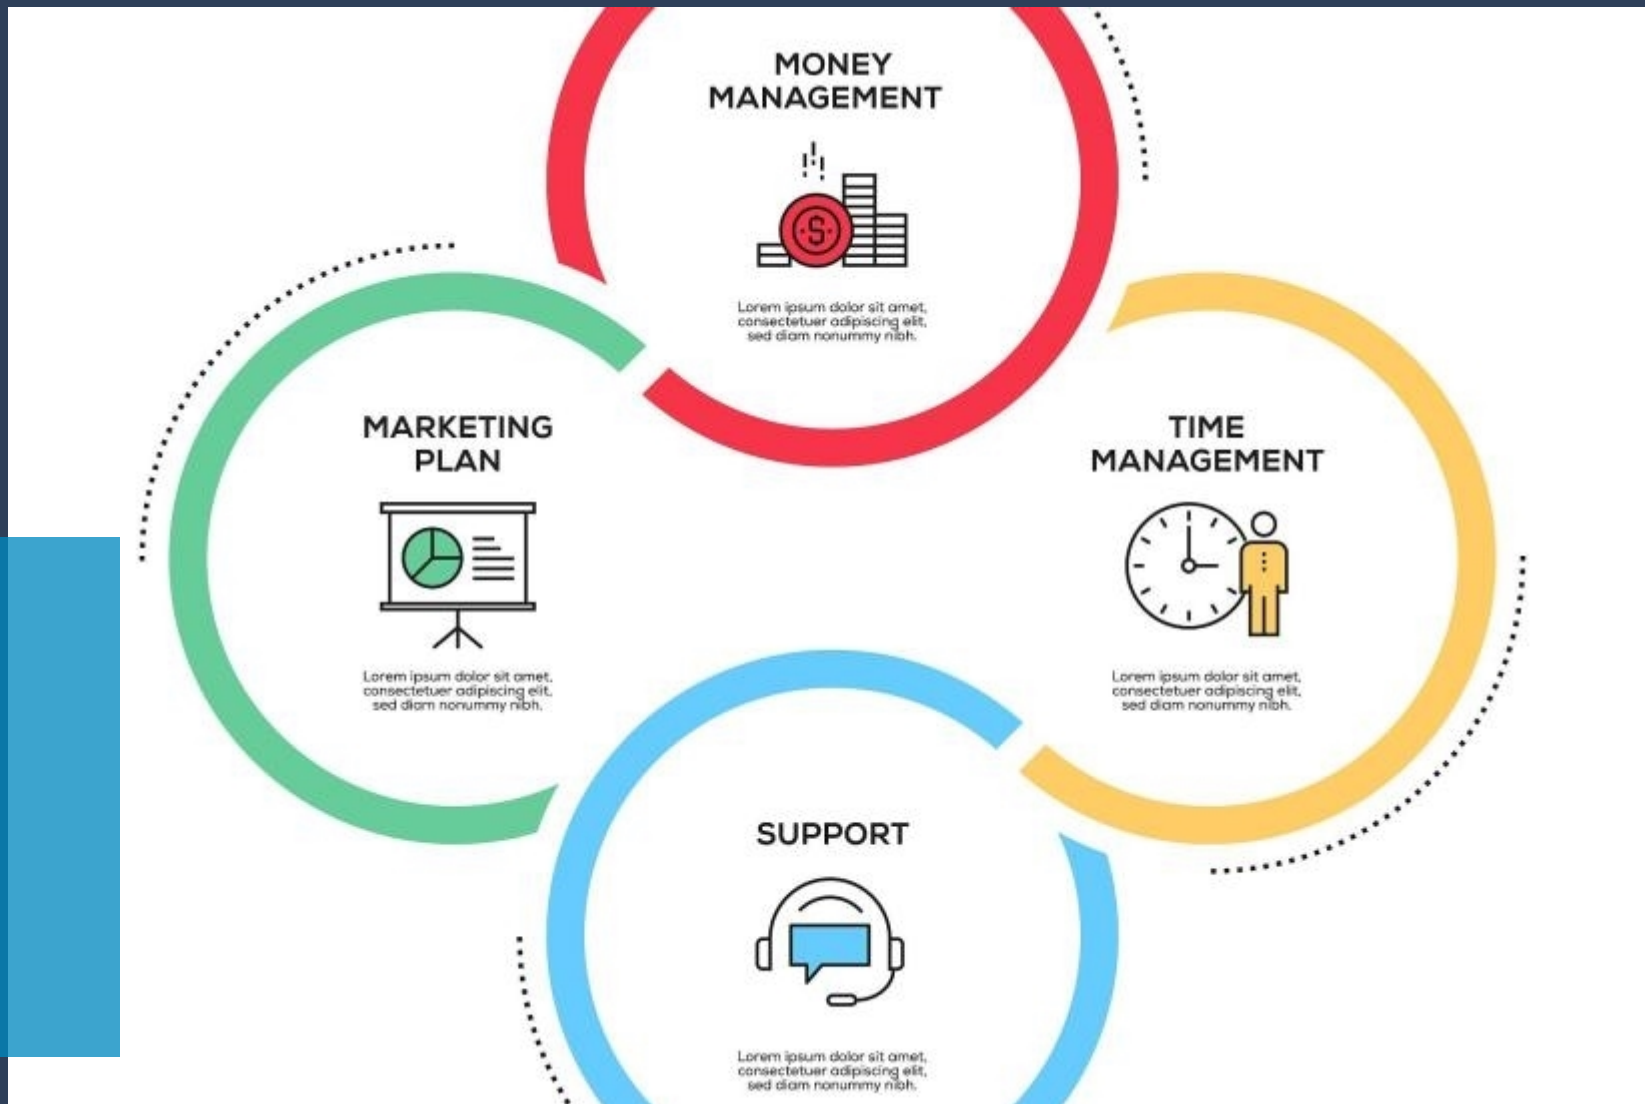 MONEY
MANAGEMENT
Lorem ipsum dolor sit amet,
consectetuer adipiscing elit,
sed diam nonummy nibh.
MARKETING
PLAN
Lorem ipsum dolor sit amet,
consectetuer adipiscing elit,
sed diam nonummy nibh.
TIME
MANAGEMENT
Lorem ipsum dolor sit amet,
consectetuer adipiscing elit,
sed diam nonummy nibh.
SUPPORT
Lorem ipsum dolor sit amet,
consectetuer adipiscing elit,
sed diam nonummy nibh.